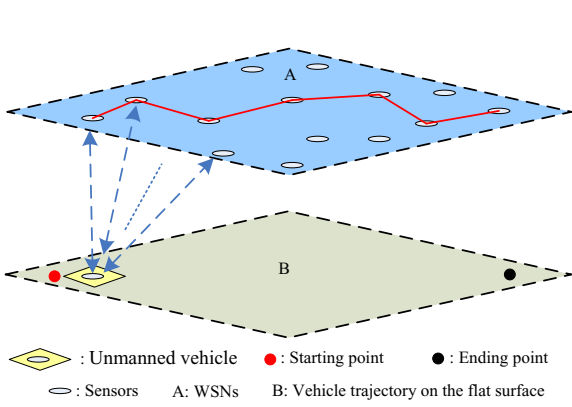 A
B
: Unmanned vehicle : Starting point : Ending point
: Sensors A: WSNs B: Vehicle trajectory on the flat surface